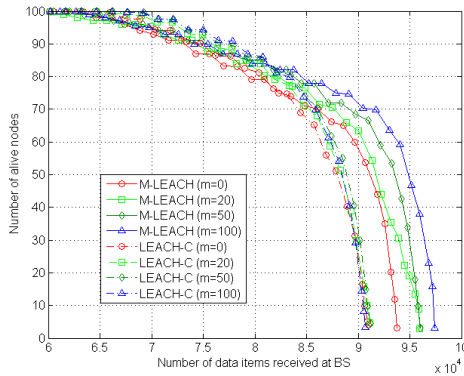 100
90
80
70
60
50
40
30
20
10
0
Number of alive nodes
M-LEACH (m=0)
M-LEACH (m=20)
M-LEACH (m=50)
M-LEACH (m=100)
LEACH-C (m=0)
LEACH-C (m=20)
LEACH-C (m=50)
LEACH-C (m=100)
6 6.5 7 7.5 8 8.5 9 9.5 10
Number of data items received at BS
x 10^4